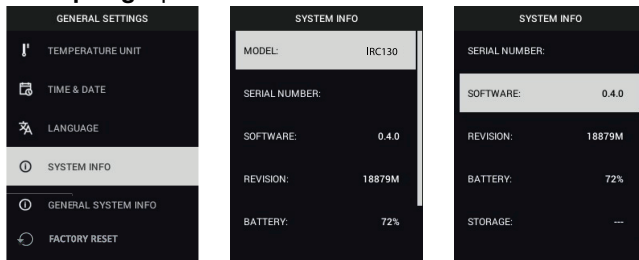 GENERAL SETTINGS
TEMPERATURE UNIT
TIME & DATE
LANGUAGE
SYSTEM INFO
GENERAL SYSTEM INFO
FACTORY RESET
SYSTEM INFO
MODEL: IRC130
SERIAL NUMBER:
SOFTWARE: 0.4.0
REVISION: 18879M
BATTERY: 72%
SYSTEM INFO
SERIAL NUMBER:
SOFTWARE: 0.4.0
REVISION: 18879M
BATTERY: 72%
STORAGE: ---